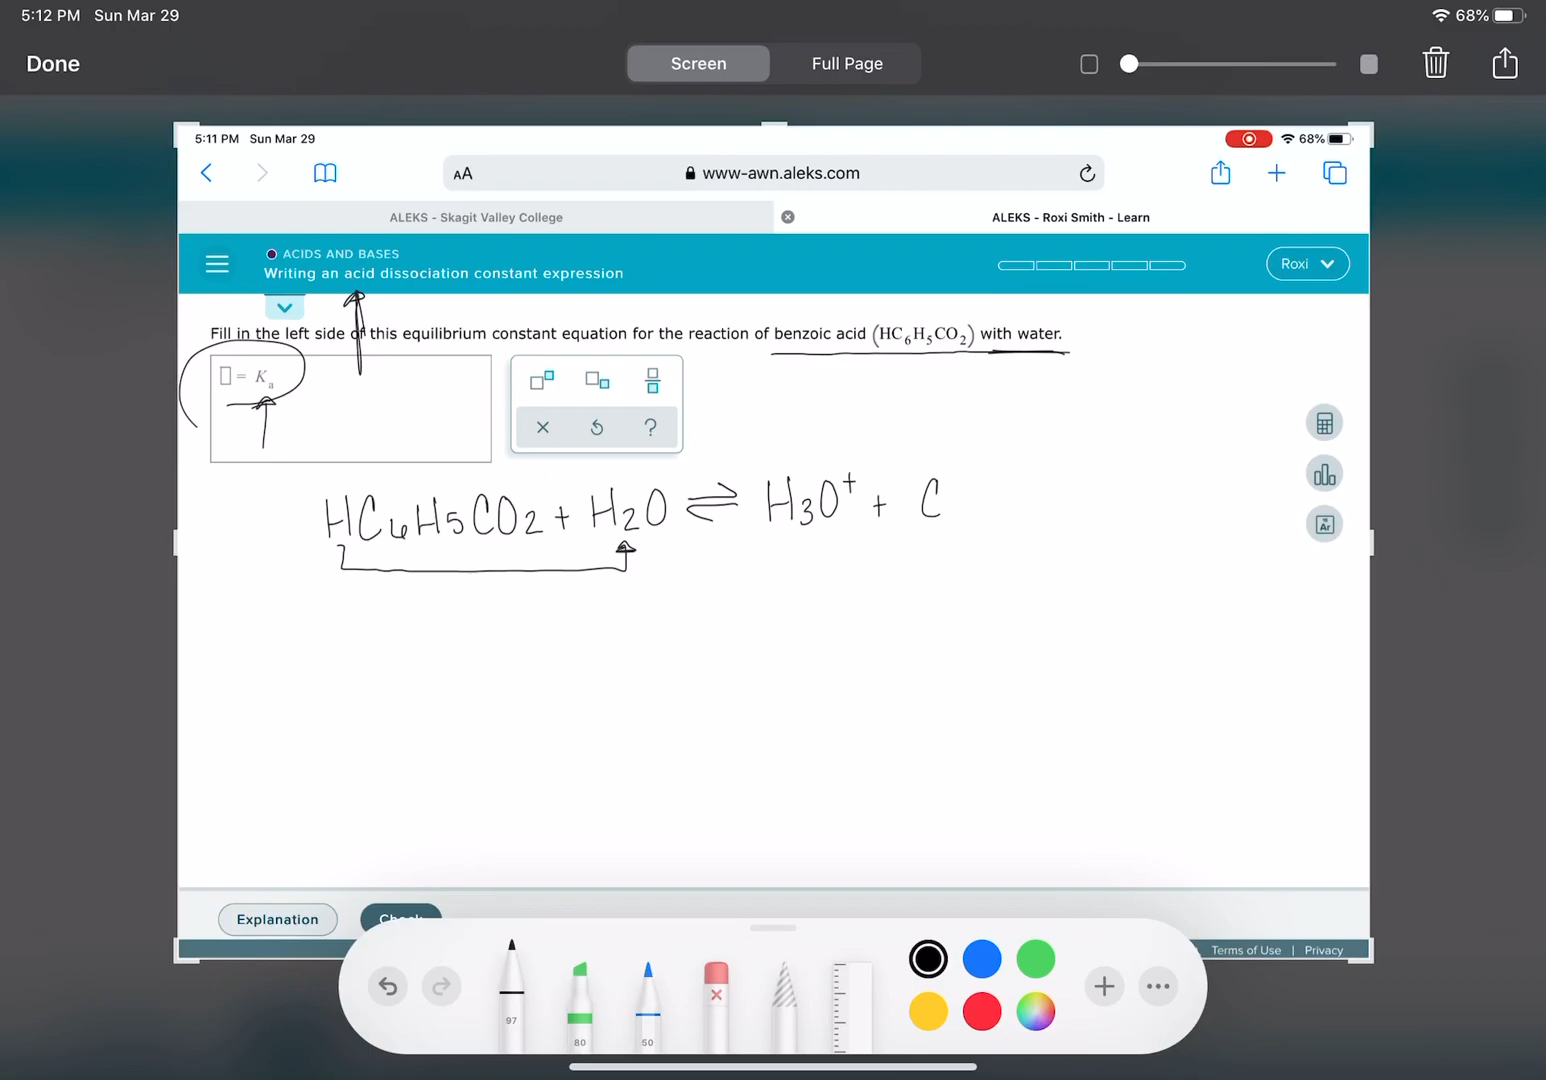 5:12 PM Sun Mar 29 68%
Done Screen Full Page
5:11 PM Sun Mar 29 68%
AA www-awn.aleks.com
ALEKS - Skagit Valley College ALEKS - Roxi Smith - Learn
ACIDS AND BASES
Writing an acid dissociation constant expression Roxi
Fill in the left side of this equilibrium constant equation for the reaction of benzoic acid (HC₆H₅CO₂) with water.
□ = Kₐ
?
Ar
HC₆H₅CO₂ + H₂O ⇌ H₃O⁺ + C
Explanation Check
Terms of Use | Privacy
97 80 50